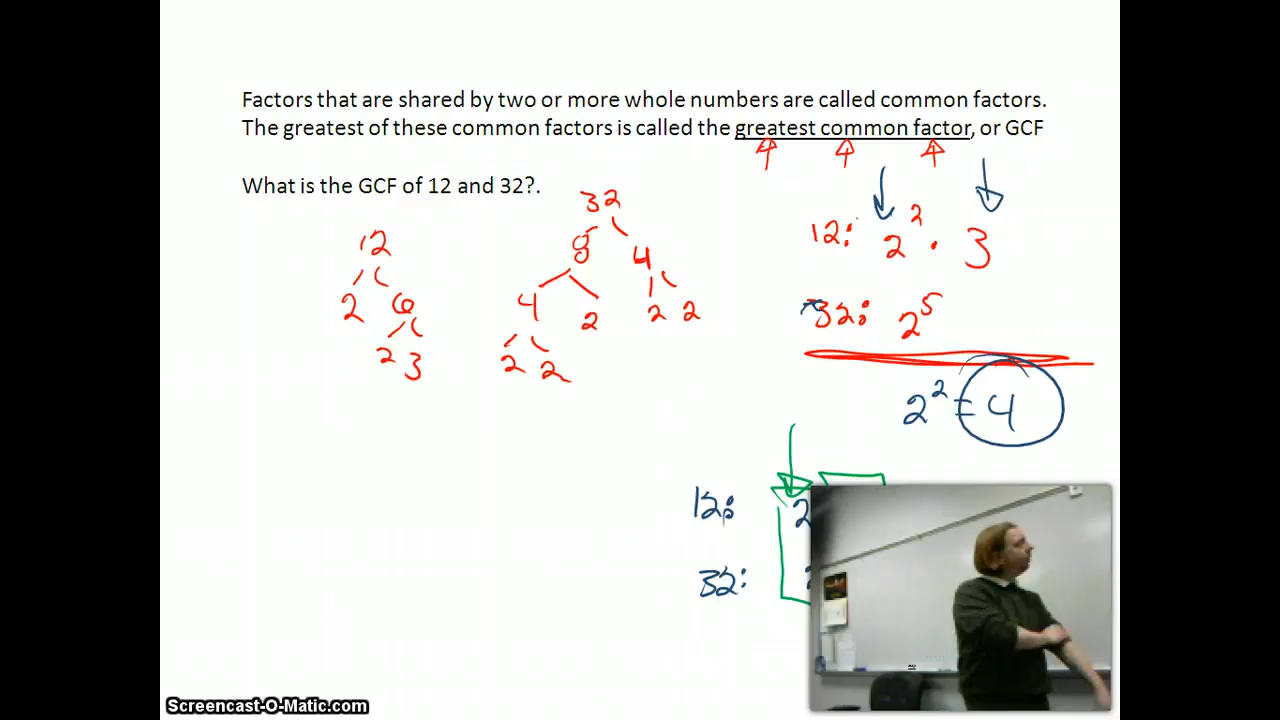 Factors that are shared by two or more whole numbers are called common factors.
The greatest of these common factors is called the greatest common factor, or GCF
What is the GCF of 12 and 32?.
32
12
8 4
2 6
4 2 2 2
2 3
2 2
12: 2² · 3
32: 2⁵
2² = 4
12: 2
32:
Screencast-O-Matic.com